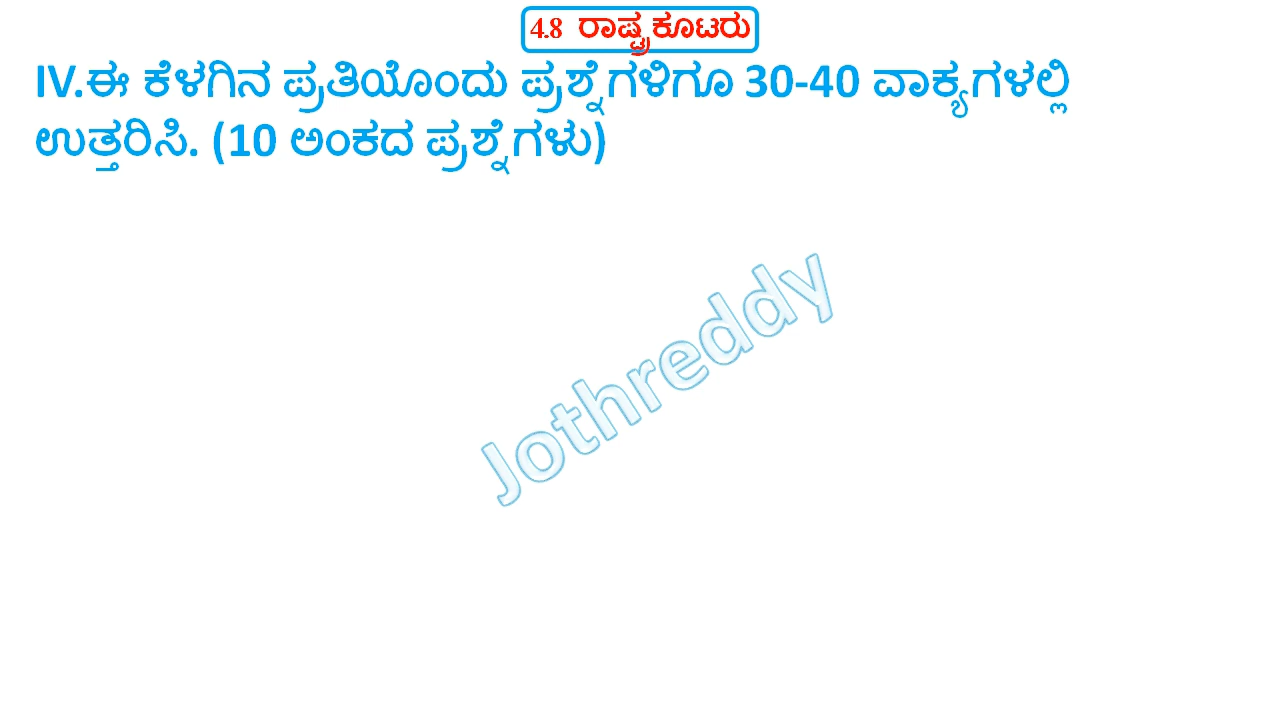 4.8 ರಾಷ್ಟ್ರಕೂಟರು
IV.ಈ ಕೆಳಗಿನ ಪ್ರತಿಯೊಂದು ಪ್ರಶ್ನೆಗಳಿಗೂ 30-40 ವಾಕ್ಯಗಳಲ್ಲಿ
ಉತ್ತರಿಸಿ. (10 ಅಂಕದ ಪ್ರಶ್ನೆಗಳು)
Jothreddy